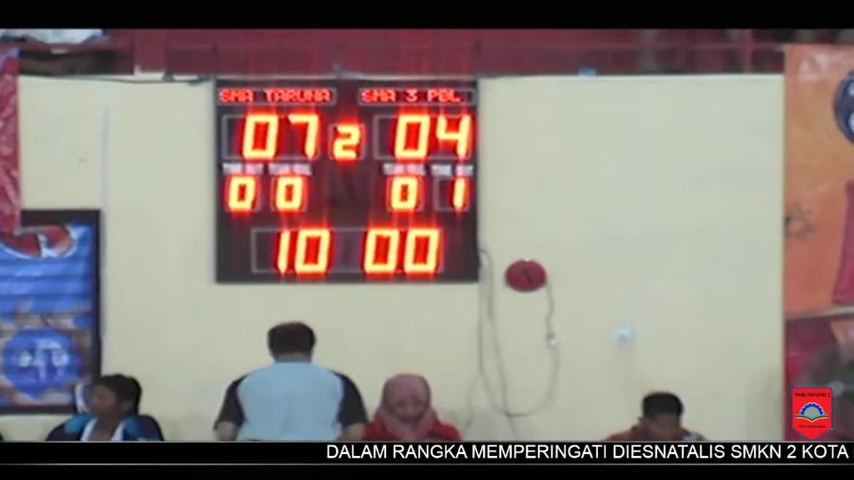 SMA TARUNA SMA 3 PBL
07 2 04
TIME OUT TEAM FOUL TEAM FOUL TIME OUT
0 0 0 1
10 00
DALAM RANGKA MEMPERINGATI DIESNATALIS SMKN 2 KOTA